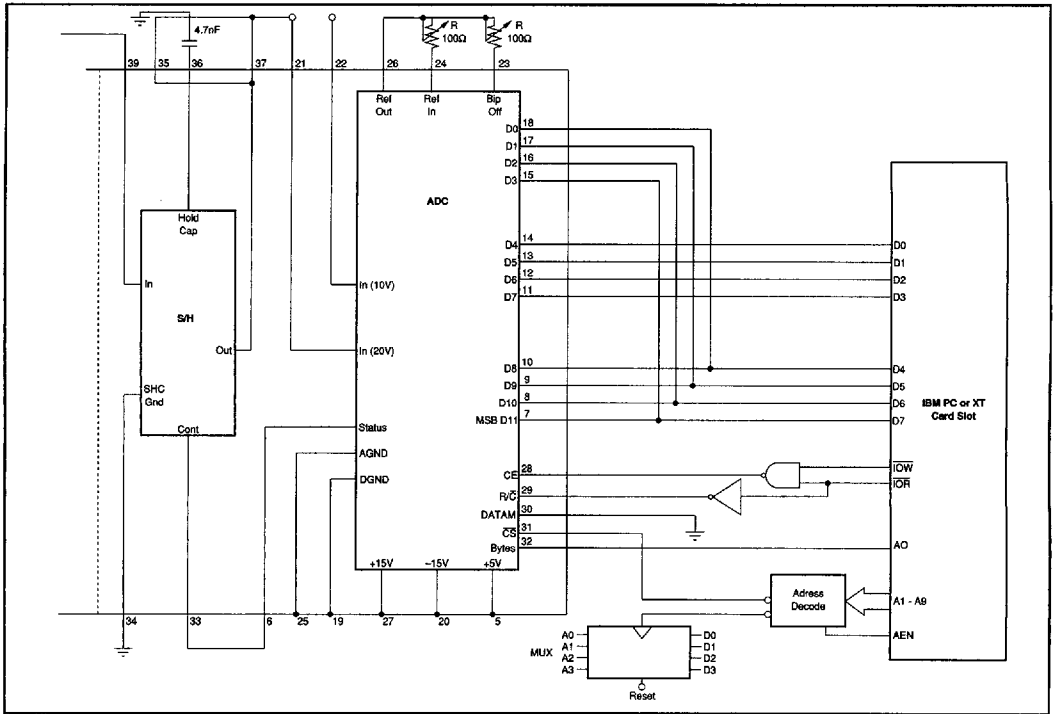 4.7nF
R
100Ω
R
100Ω
39 35 36 37 21 22 26 24 23
Ref Out
Ref In
Bip Off
Hold Cap
In
S/H
Out
SHC Gnd
Cont
ADC
In (10V)
In (20V)
Status
AGND
DGND
+15V
–15V
+5V
D0 18
D1 17
D2 16
D3 15
D4 14
D5 13
D6 12
D7 11
D8 10
D9 9
D10 8
MSB D11 7
CE 28
R/C̅ 29
DATAM 30
C̅S̅ 31
Bytes 32
D0
D1
D2
D3
D4
D5
D6
D7
IBM PC or XT
Card Slot
I̅O̅W̅
I̅O̅R̅
AO
A1 - A9
AEN
Adress
Decode
34 33 6 25 19 27 20 5
MUX
A0
A1
A2
A3
D0
D1
D2
D3
Reset